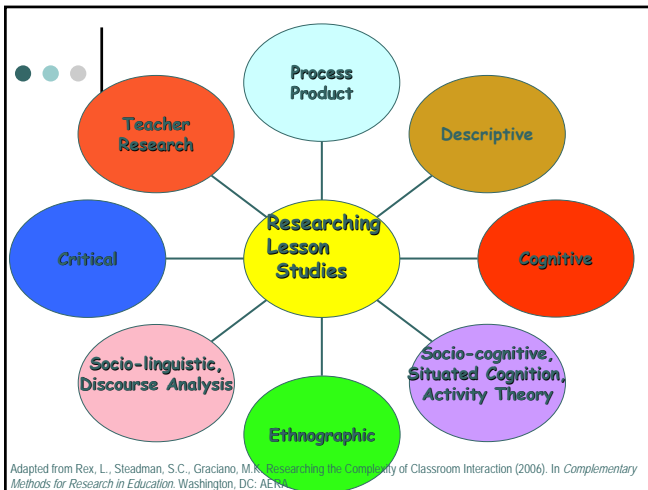 Process
Product
Teacher
Research
Descriptive
Researching
Lesson
Studies
Critical
Cognitive
Socio-linguistic,
Discourse Analysis
Socio-cognitive,
Situated Cognition,
Activity Theory
Ethnographic
Adapted from Rex, L., Steadman, S.C., Graciano, M.K. Researching the Complexity of Classroom Interaction (2006). In Complementary
Methods for Research in Education. Washington, DC: AERA